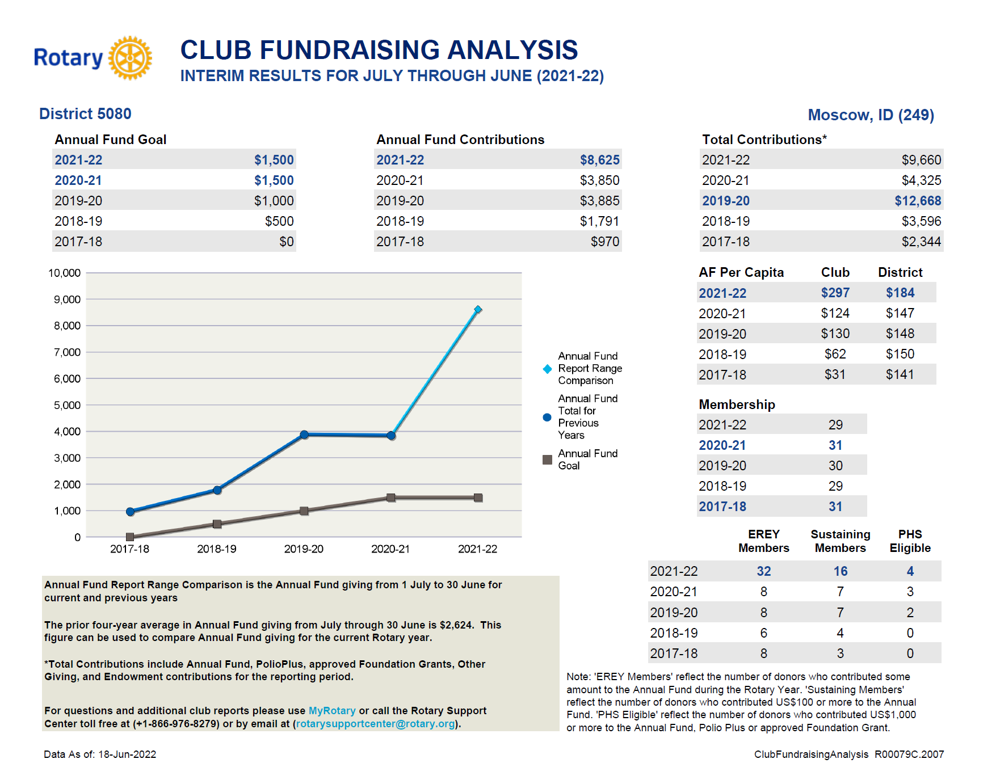 Rotary
CLUB FUNDRAISING ANALYSIS
INTERIM RESULTS FOR JULY THROUGH JUNE (2021-22)
District 5080
Moscow, ID (249)
Annual Fund Goal
2021-22 $1,500
2020-21 $1,500
2019-20 $1,000
2018-19 $500
2017-18 $0
Annual Fund Contributions
2021-22 $8,625
2020-21 $3,850
2019-20 $3,885
2018-19 $1,791
2017-18 $970
Total Contributions*
2021-22 $9,660
2020-21 $4,325
2019-20 $12,668
2018-19 $3,596
2017-18 $2,344
10,000
9,000
8,000
7,000
6,000
5,000
4,000
3,000
2,000
1,000
0
2017-18 2018-19 2019-20 2020-21 2021-22
Annual Fund
Report Range
Comparison
Annual Fund
Total for
Previous
Years
Annual Fund
Goal
AF Per Capita Club District
2021-22 $297 $184
2020-21 $124 $147
2019-20 $130 $148
2018-19 $62 $150
2017-18 $31 $141
Membership
2021-22 29
2020-21 31
2019-20 30
2018-19 29
2017-18 31
EREY Sustaining PHS
Members Members Eligible
2021-22 32 16 4
2020-21 8 7 3
2019-20 8 7 2
2018-19 6 4 0
2017-18 8 3 0
Annual Fund Report Range Comparison is the Annual Fund giving from 1 July to 30 June for
current and previous years
The prior four-year average in Annual Fund giving from July through 30 June is $2,624. This
figure can be used to compare Annual Fund giving for the current Rotary year.
*Total Contributions include Annual Fund, PolioPlus, approved Foundation Grants, Other
Giving, and Endowment contributions for the reporting period.
For questions and additional club reports please use MyRotary or call the Rotary Support
Center toll free at (+1-866-976-8279) or by email at (rotarysupportcenter@rotary.org).
Note: 'EREY Members' reflect the number of donors who contributed some
amount to the Annual Fund during the Rotary Year. 'Sustaining Members'
reflect the number of donors who contributed US$100 or more to the Annual
Fund. 'PHS Eligible' reflect the number of donors who contributed US$1,000
or more to the Annual Fund, Polio Plus or approved Foundation Grant.
Data As of: 18-Jun-2022
ClubFundraisingAnalysis R00079C.2007